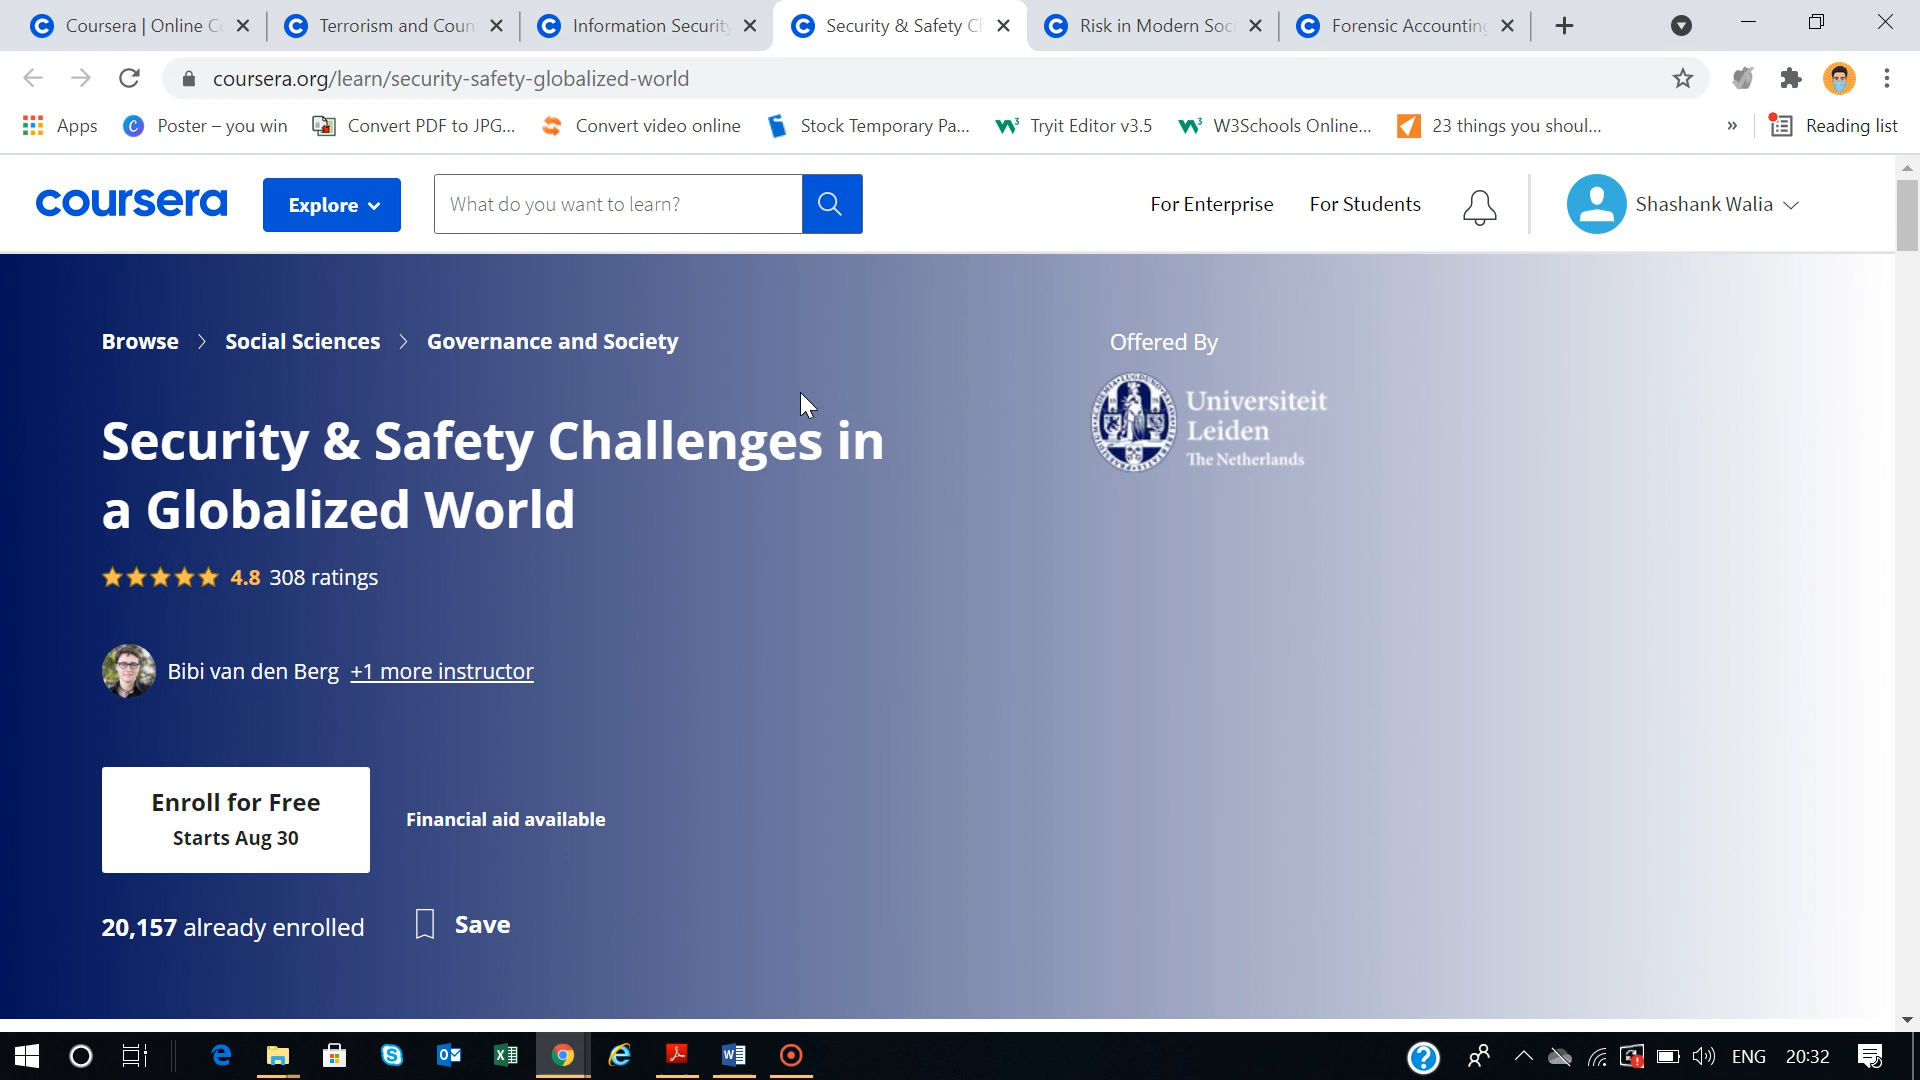 Coursera | Online C
Terrorism and Coun
Information Security
Security & Safety C
Risk in Modern Soc
Forensic Accounting
coursera.org/learn/security-safety-globalized-world
Apps
Poster – you win
Convert PDF to JPG...
Convert video online
Stock Temporary Pa...
Tryit Editor v3.5
W3Schools Online...
23 things you shoul...
»
Reading list
coursera
Explore
What do you want to learn?
For Enterprise
For Students
Shashank Walia
Browse > Social Sciences > Governance and Society
Offered By
Universiteit
Leiden
The Netherlands
Security & Safety Challenges in
a Globalized World
4.8 308 ratings
Bibi van den Berg +1 more instructor
Enroll for Free
Starts Aug 30
Financial aid available
20,157 already enrolled
Save
ENG
20:32